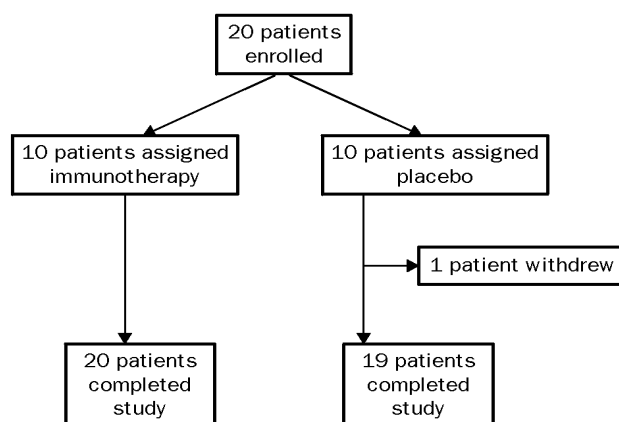 20 patients
enrolled
10 patients assigned
immunotherapy
10 patients assigned
placebo
1 patient withdrew
20 patients
completed
study
19 patients
completed
study